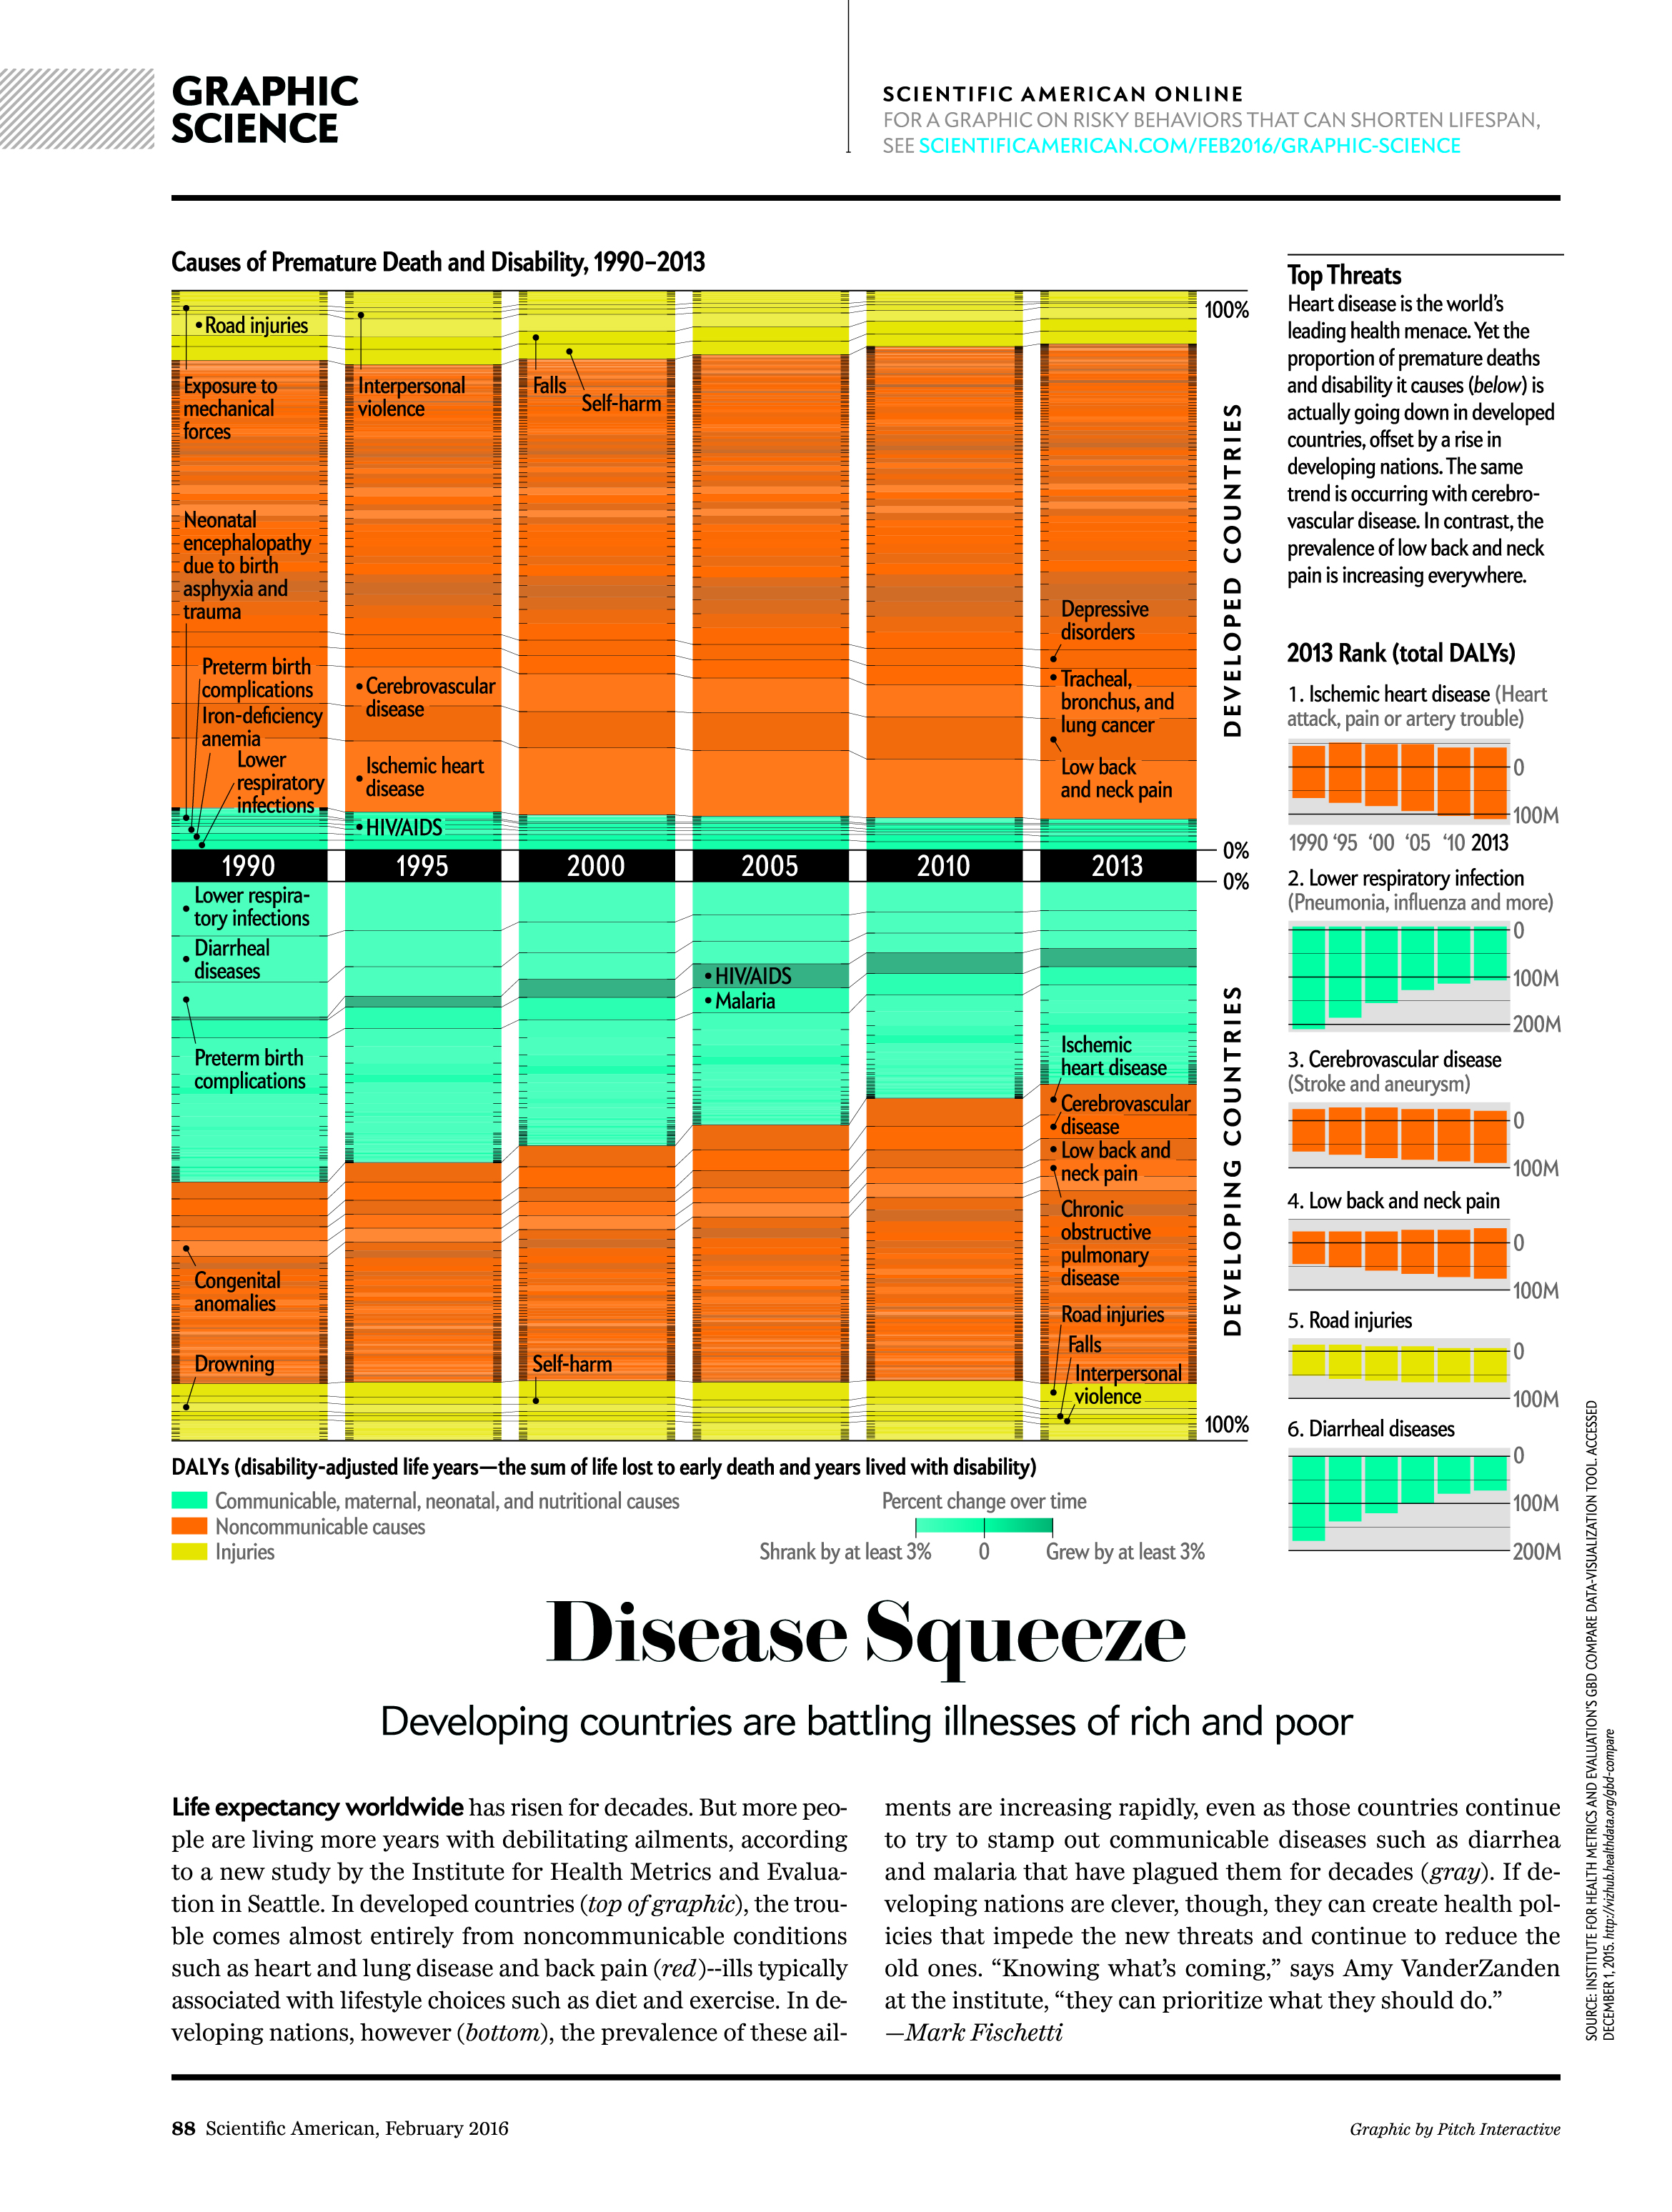 GRAPHIC
SCIENCE
SCIENTIFIC AMERICAN ONLINE
FOR A GRAPHIC ON RISKY BEHAVIORS THAT CAN SHORTEN LIFESPAN,
SEE SCIENTIFICAMERICAN.COM/FEB2016/GRAPHIC-SCIENCE
Causes of Premature Death and Disability, 1990–2013
100%
• Road injuries
Exposure to
mechanical
forces
Interpersonal
violence
Falls
Self-harm
Neonatal
encephalopathy
due to birth
asphyxia and
trauma
Preterm birth
complications
Iron-deficiency
anemia
Lower
respiratory
infections
• Cerebrovascular
disease
Ischemic heart
• disease
• HIV/AIDS
Depressive
disorders
• Tracheal,
bronchus, and
lung cancer
Low back
and neck pain
DEVELOPED COUNTRIES
0%
1990
1995
2000
2005
2010
2013
0%
Lower respira-
• tory infections
Diarrheal
• diseases
Preterm birth
complications
• HIV/AIDS
• Malaria
Congenital
anomalies
Drowning
Self-harm
Ischemic
heart disease
Cerebrovascular
• disease
• Low back and
neck pain
Chronic
obstructive
pulmonary
disease
Road injuries
Falls
Interpersonal
violence
DEVELOPING COUNTRIES
100%
DALYs (disability-adjusted life years—the sum of life lost to early death and years lived with disability)
Communicable, maternal, neonatal, and nutritional causes
Noncommunicable causes
Injuries
Percent change over time
Shrank by at least 3% 0 Grew by at least 3%
Top Threats
Heart disease is the world’s
leading health menace. Yet the
proportion of premature deaths
and disability it causes (below) is
actually going down in developed
countries, offset by a rise in
developing nations. The same
trend is occurring with cerebro-
vascular disease. In contrast, the
prevalence of low back and neck
pain is increasing everywhere.
2013 Rank (total DALYs)
1. Ischemic heart disease (Heart
attack, pain or artery trouble)
0
100M
1990 ‘95 ‘00 ‘05 ‘10 2013
2. Lower respiratory infection
(Pneumonia, influenza and more)
0
100M
200M
3. Cerebrovascular disease
(Stroke and aneurysm)
0
100M
4. Low back and neck pain
0
100M
5. Road injuries
0
100M
6. Diarrheal diseases
0
100M
200M
Disease Squeeze
Developing countries are battling illnesses of rich and poor
Life expectancy worldwide has risen for decades. But more peo-
ple are living more years with debilitating ailments, according
to a new study by the Institute for Health Metrics and Evalua-
tion in Seattle. In developed countries (top of graphic), the trou-
ble comes almost entirely from noncommunicable conditions
such as heart and lung disease and back pain (red)--ills typically
associated with lifestyle choices such as diet and exercise. In de-
veloping nations, however (bottom), the prevalence of these ail-
ments are increasing rapidly, even as those countries continue
to try to stamp out communicable diseases such as diarrhea
and malaria that have plagued them for decades (gray). If de-
veloping nations are clever, though, they can create health pol-
icies that impede the new threats and continue to reduce the
old ones. “Knowing what’s coming,” says Amy VanderZanden
at the institute, “they can prioritize what they should do.”
—Mark Fischetti
SOURCE: INSTITUTE FOR HEALTH METRICS AND EVALUATION’S GBD COMPARE DATA-VISUALIZATION TOOL. ACCESSED
DECEMBER 1, 2015. http://vizhub.healthdata.org/gbd-compare
88 Scientific American, February 2016
Graphic by Pitch Interactive